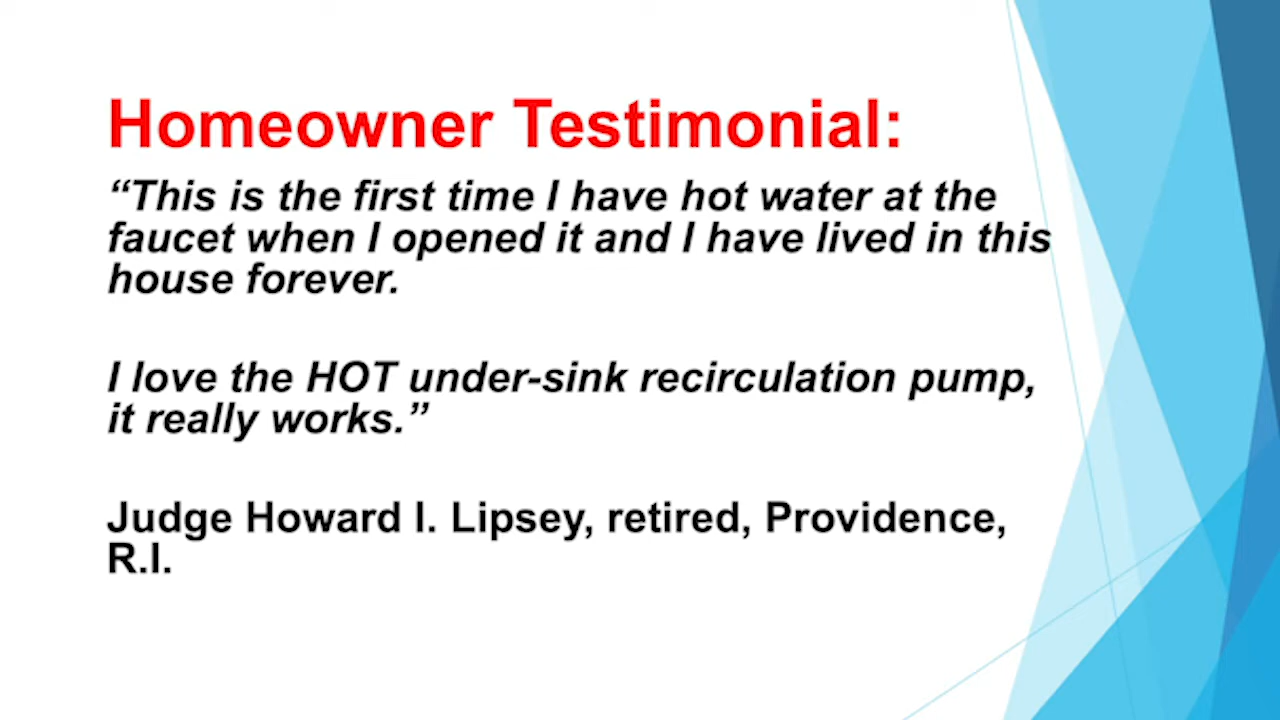 Homeowner Testimonial:
“This is the first time I have hot water at the
faucet when I opened it and I have lived in this
house forever.
I love the HOT under-sink recirculation pump,
it really works.”
Judge Howard I. Lipsey, retired, Providence,
R.I.